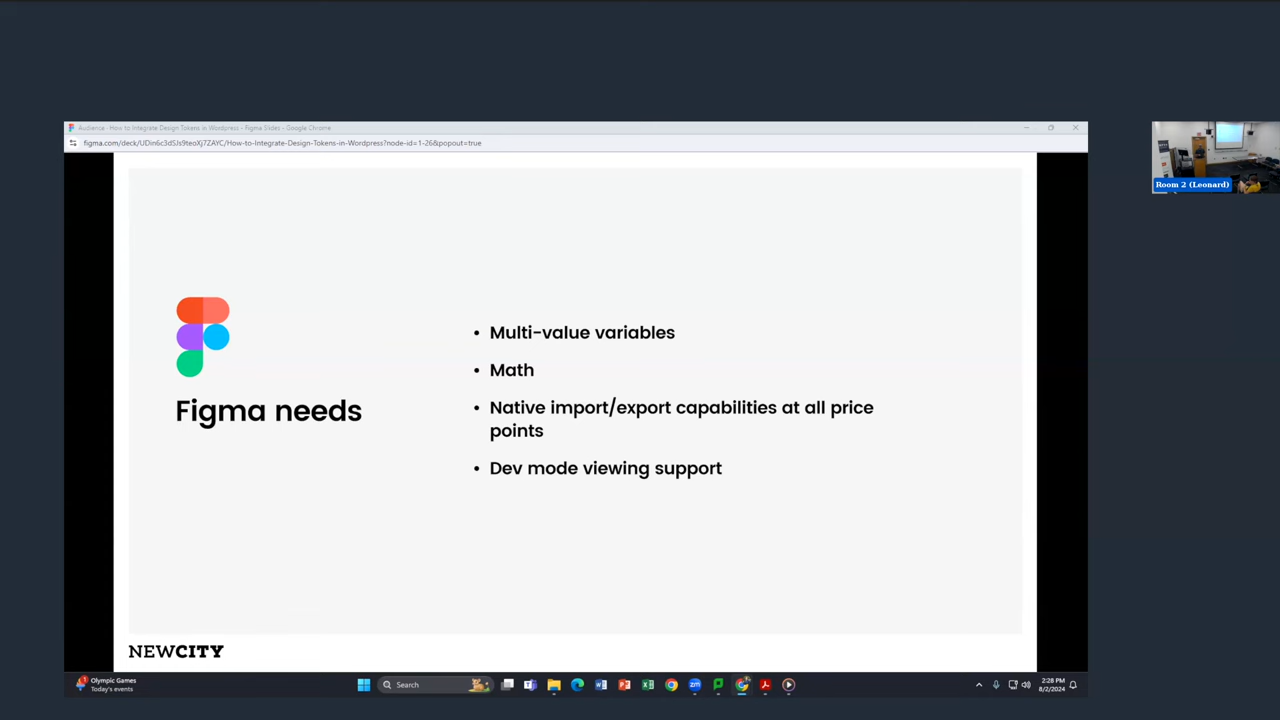 Audience - How to Integrate Design Tokens in Wordpress - Figma Slides - Google Chrome
figma.com/deck/UDin6c3dSJs9teoXj7ZAYC/How-to-Integrate-Design-Tokens-in-Wordpress?node-id=1-26&popout=true
Room 2 (Leonard)
Figma needs
• Multi-value variables
• Math
• Native import/export capabilities at all price
points
• Dev mode viewing support
NEWCITY
Olympic Games
Today's events
Search
2:28 PM
8/2/2024